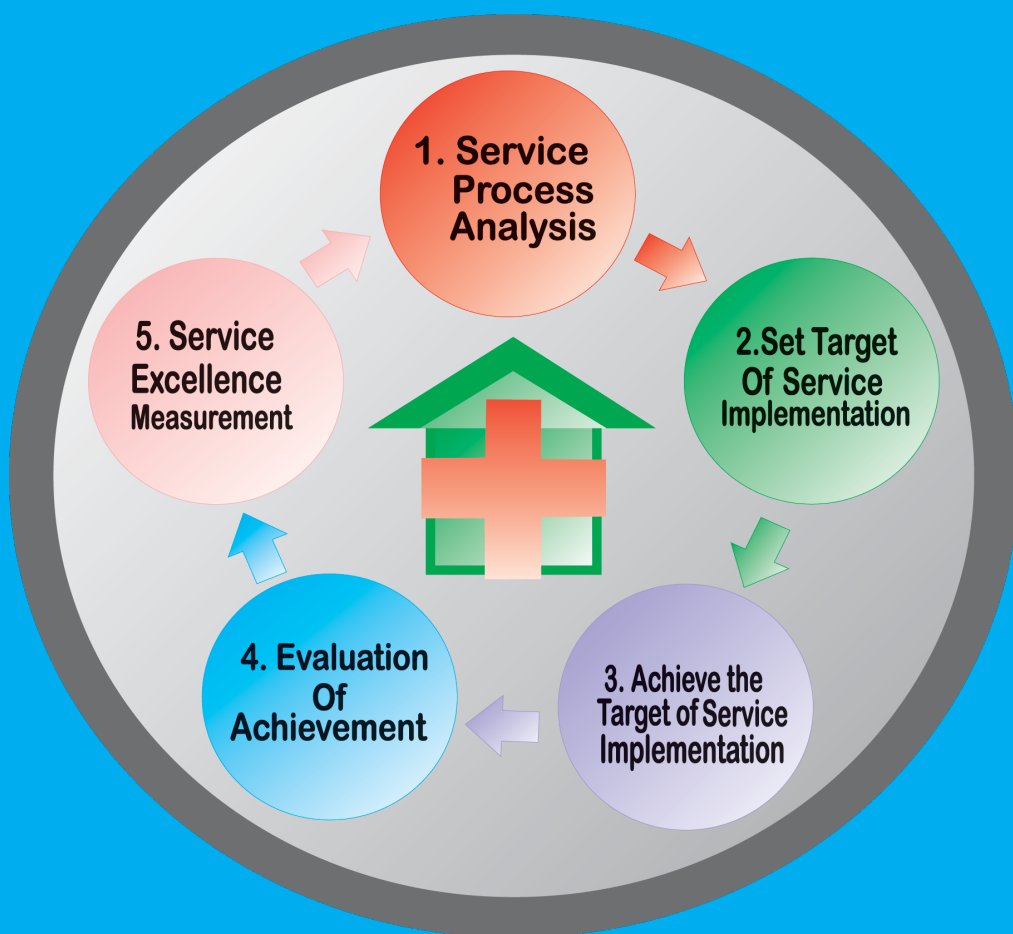 1. Service
Process
Analysis
2.Set Target
Of Service
Implementation
3. Achieve the
Target of Service
Implementation
4. Evaluation
Of
Achievement
5. Service
Excellence
Measurement